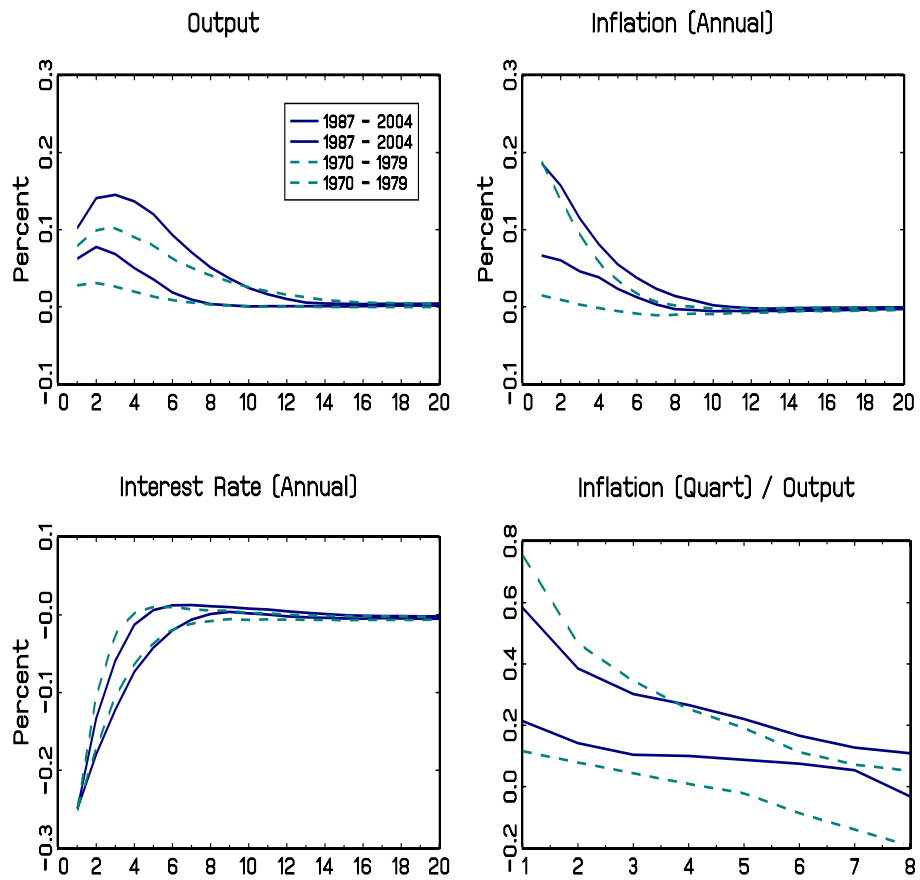 Output
Percent
0.3
0.2
0.1
0.0
-0.1
0 2 4 6 8 10 12 14 16 18 20
1987 - 2004
1987 - 2004
1970 - 1979
1970 - 1979
Inflation (Annual)
Percent
0.3
0.2
0.1
0.0
-0.1
0 2 4 6 8 10 12 14 16 18 20
Interest Rate (Annual)
Percent
0.1
-0.0
-0.1
-0.2
-0.3
0 2 4 6 8 10 12 14 16 18 20
Inflation (Quart) / Output
0.8
0.6
0.4
0.2
0.0
-0.2
1 2 3 4 5 6 7 8